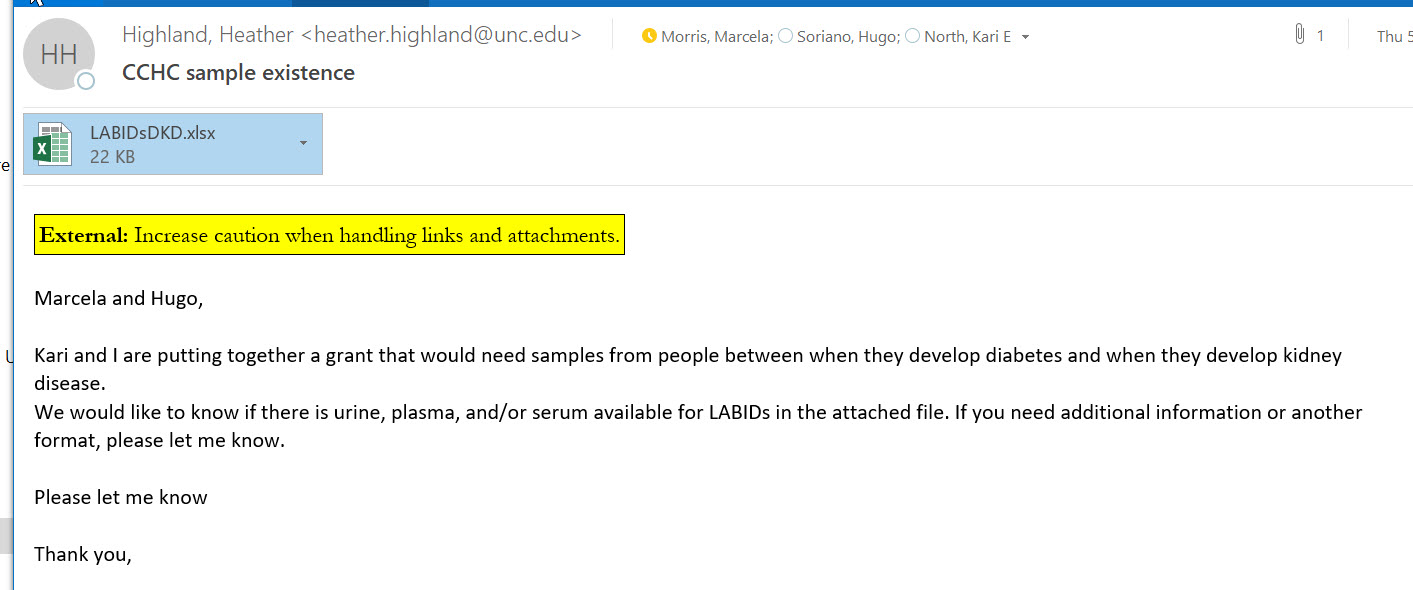 HH
Highland, Heather <heather.highland@unc.edu>
Morris, Marcela; Soriano, Hugo; North, Kari E
1
Thu 5
CCHC sample existence
LABIDsDKD.xlsx
22 KB
re
External: Increase caution when handling links and attachments.
Marcela and Hugo,
Kari and I are putting together a grant that would need samples from people between when they develop diabetes and when they develop kidney
disease.
We would like to know if there is urine, plasma, and/or serum available for LABIDs in the attached file. If you need additional information or another
format, please let me know.
Please let me know
Thank you,